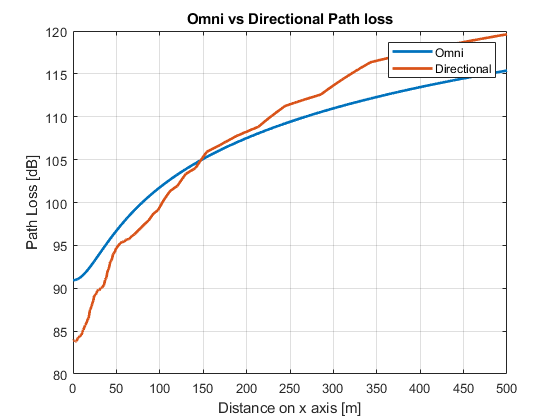 Omni vs Directional Path loss
Path Loss [dB]
120
115
110
105
100
95
90
85
80
Omni
Directional
0 50 100 150 200 250 300 350 400 450 500
Distance on x axis [m]